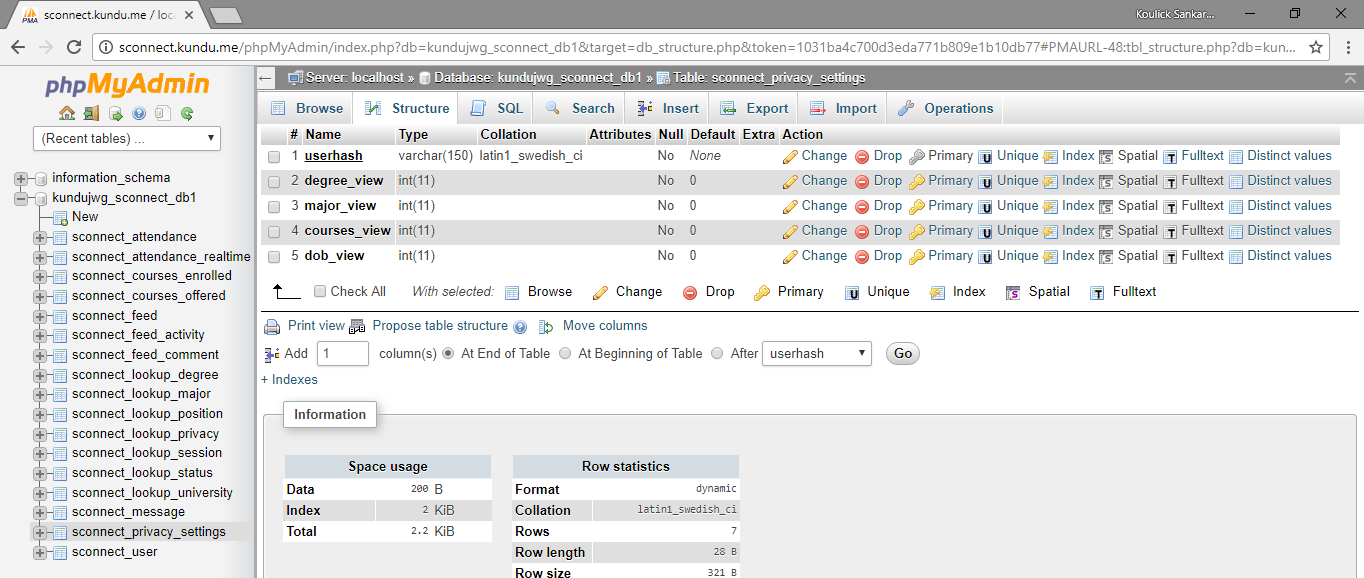 sconnect.kundu.me / loca
Koulick Sankar...
sconnect.kundu.me/phpMyAdmin/index.php?db=kundujwg_sconnect_db1&target=db_structure.php&token=1031ba4c700d3eda771b809e1b10db77#PMAURL-48:tbl_structure.php?db=kun...
phpMyAdmin
(Recent tables) ...
information_schema
kundujwg_sconnect_db1
New
sconnect_attendance
sconnect_attendance_realtime
sconnect_courses_enrolled
sconnect_courses_offered
sconnect_feed
sconnect_feed_activity
sconnect_feed_comment
sconnect_lookup_degree
sconnect_lookup_major
sconnect_lookup_position
sconnect_lookup_privacy
sconnect_lookup_session
sconnect_lookup_status
sconnect_lookup_university
sconnect_message
sconnect_privacy_settings
sconnect_user
Server: localhost » Database: kundujwg_sconnect_db1 » Table: sconnect_privacy_settings
Browse Structure SQL Search Insert Export Import Operations
# Name Type Collation Attributes Null Default Extra Action
1 userhash varchar(150) latin1_swedish_ci No None Change Drop Primary Unique Index Spatial Fulltext Distinct values
2 degree_view int(11) No 0 Change Drop Primary Unique Index Spatial Fulltext Distinct values
3 major_view int(11) No 0 Change Drop Primary Unique Index Spatial Fulltext Distinct values
4 courses_view int(11) No 0 Change Drop Primary Unique Index Spatial Fulltext Distinct values
5 dob_view int(11) No 0 Change Drop Primary Unique Index Spatial Fulltext Distinct values
Check All With selected: Browse Change Drop Primary Unique Index Spatial Fulltext
Print view Propose table structure Move columns
Add 1 column(s) At End of Table At Beginning of Table After userhash Go
+ Indexes
Information
Space usage
Data 200 B
Index 2 KiB
Total 2.2 KiB
Row statistics
Format dynamic
Collation latin1_swedish_ci
Rows 7
Row length 28 B
Row size 321 B